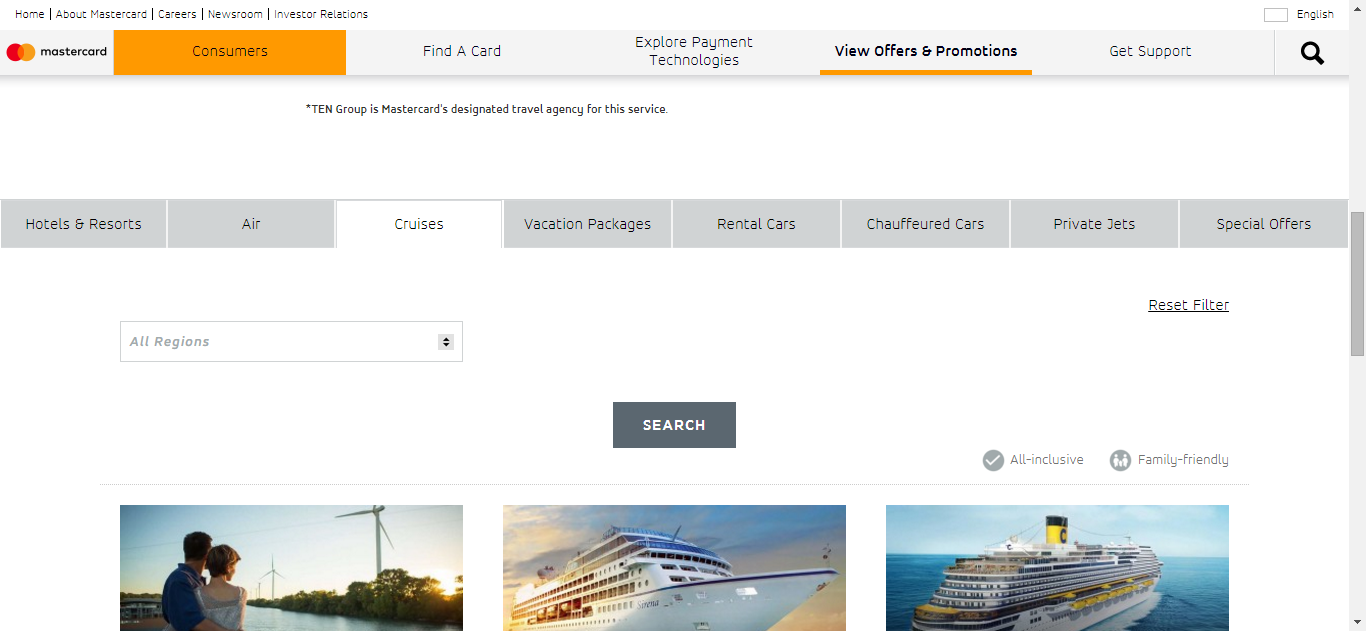 Home | About Mastercard | Careers | Newsroom | Investor Relations
English
mastercard
Consumers
Find A Card
Explore Payment
Technologies
View Offers & Promotions
Get Support
*TEN Group is Mastercard's designated travel agency for this service.
Hotels & Resorts
Air
Cruises
Vacation Packages
Rental Cars
Chauffeured Cars
Private Jets
Special Offers
Reset Filter
All Regions
SEARCH
All-inclusive
Family-friendly
Sirena